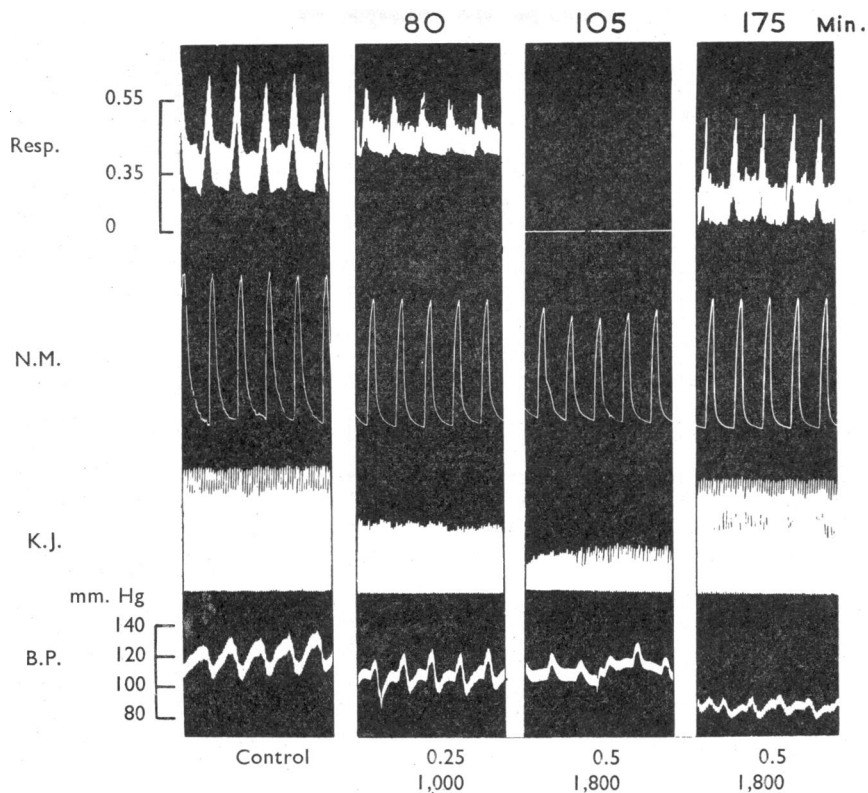 80 105 175 Min.
0.55
Resp.
0.35
0
N.M.
K.J.
mm. Hg
140
B.P. 120
100
80
Control 0.25 0.5 0.5
1,000 1,800 1,800